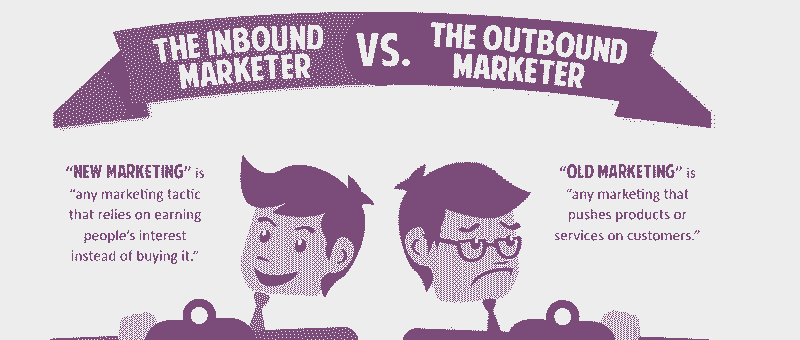 THE INBOUND
MARKETER
VS.
THE OUTBOUND
MARKETER
“NEW MARKETING” is
“any marketing tactic
that relies on earning
people’s interest
instead of buying it.”
“OLD MARKETING” is
“any marketing that
pushes products or
services on customers.”